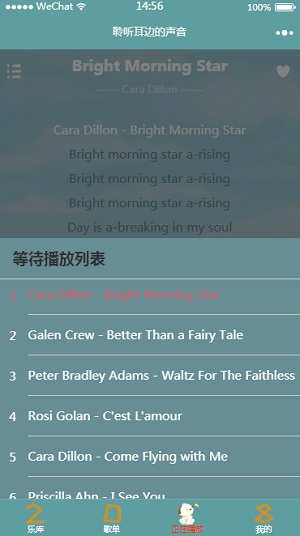 WeChat
14:56
100%
聆听耳边的声音
Bright Morning Star
Cara Dillon
Cara Dillon - Bright Morning Star
Bright morning star a-rising
Bright morning star a-rising
Bright morning star a-rising
Day is a-breaking in my soul
等待播放列表
1 Cara Dillon - Bright Morning Star
2 Galen Crew - Better Than a Fairy Tale
3 Peter Bradley Adams - Waltz For The Faithless
4 Rosi Golan - C'est L'amour
5 Cara Dillon - Come Flying with Me
6 Priscilla Ahn - I See You
乐库
歌单
正在播放
我的